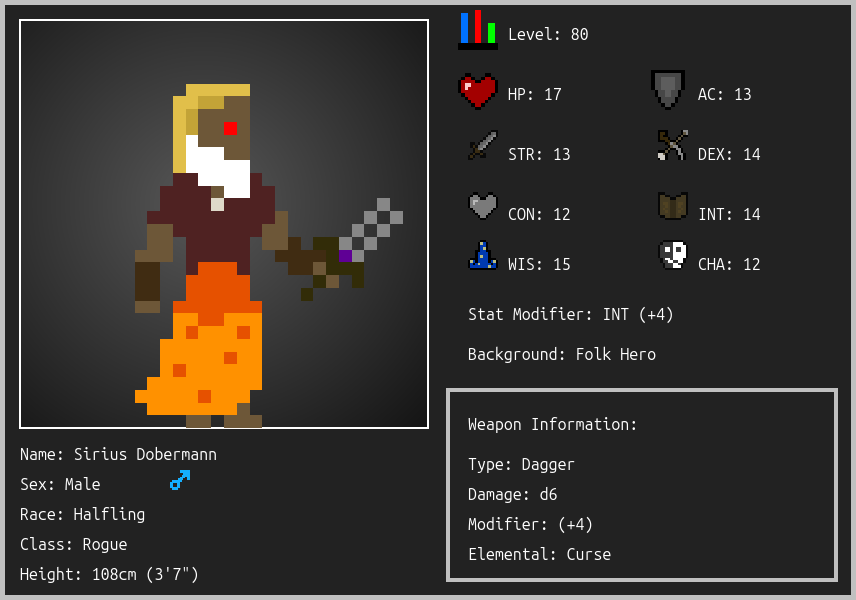 Level: 80
HP: 17
AC: 13
STR: 13
DEX: 14
CON: 12
INT: 14
WIS: 15
CHA: 12
Stat Modifier: INT (+4)
Background: Folk Hero
Weapon Information:
Type: Dagger
Damage: d6
Modifier: (+4)
Elemental: Curse
Name: Sirius Dobermann
Sex: Male
Race: Halfling
Class: Rogue
Height: 108cm (3'7")